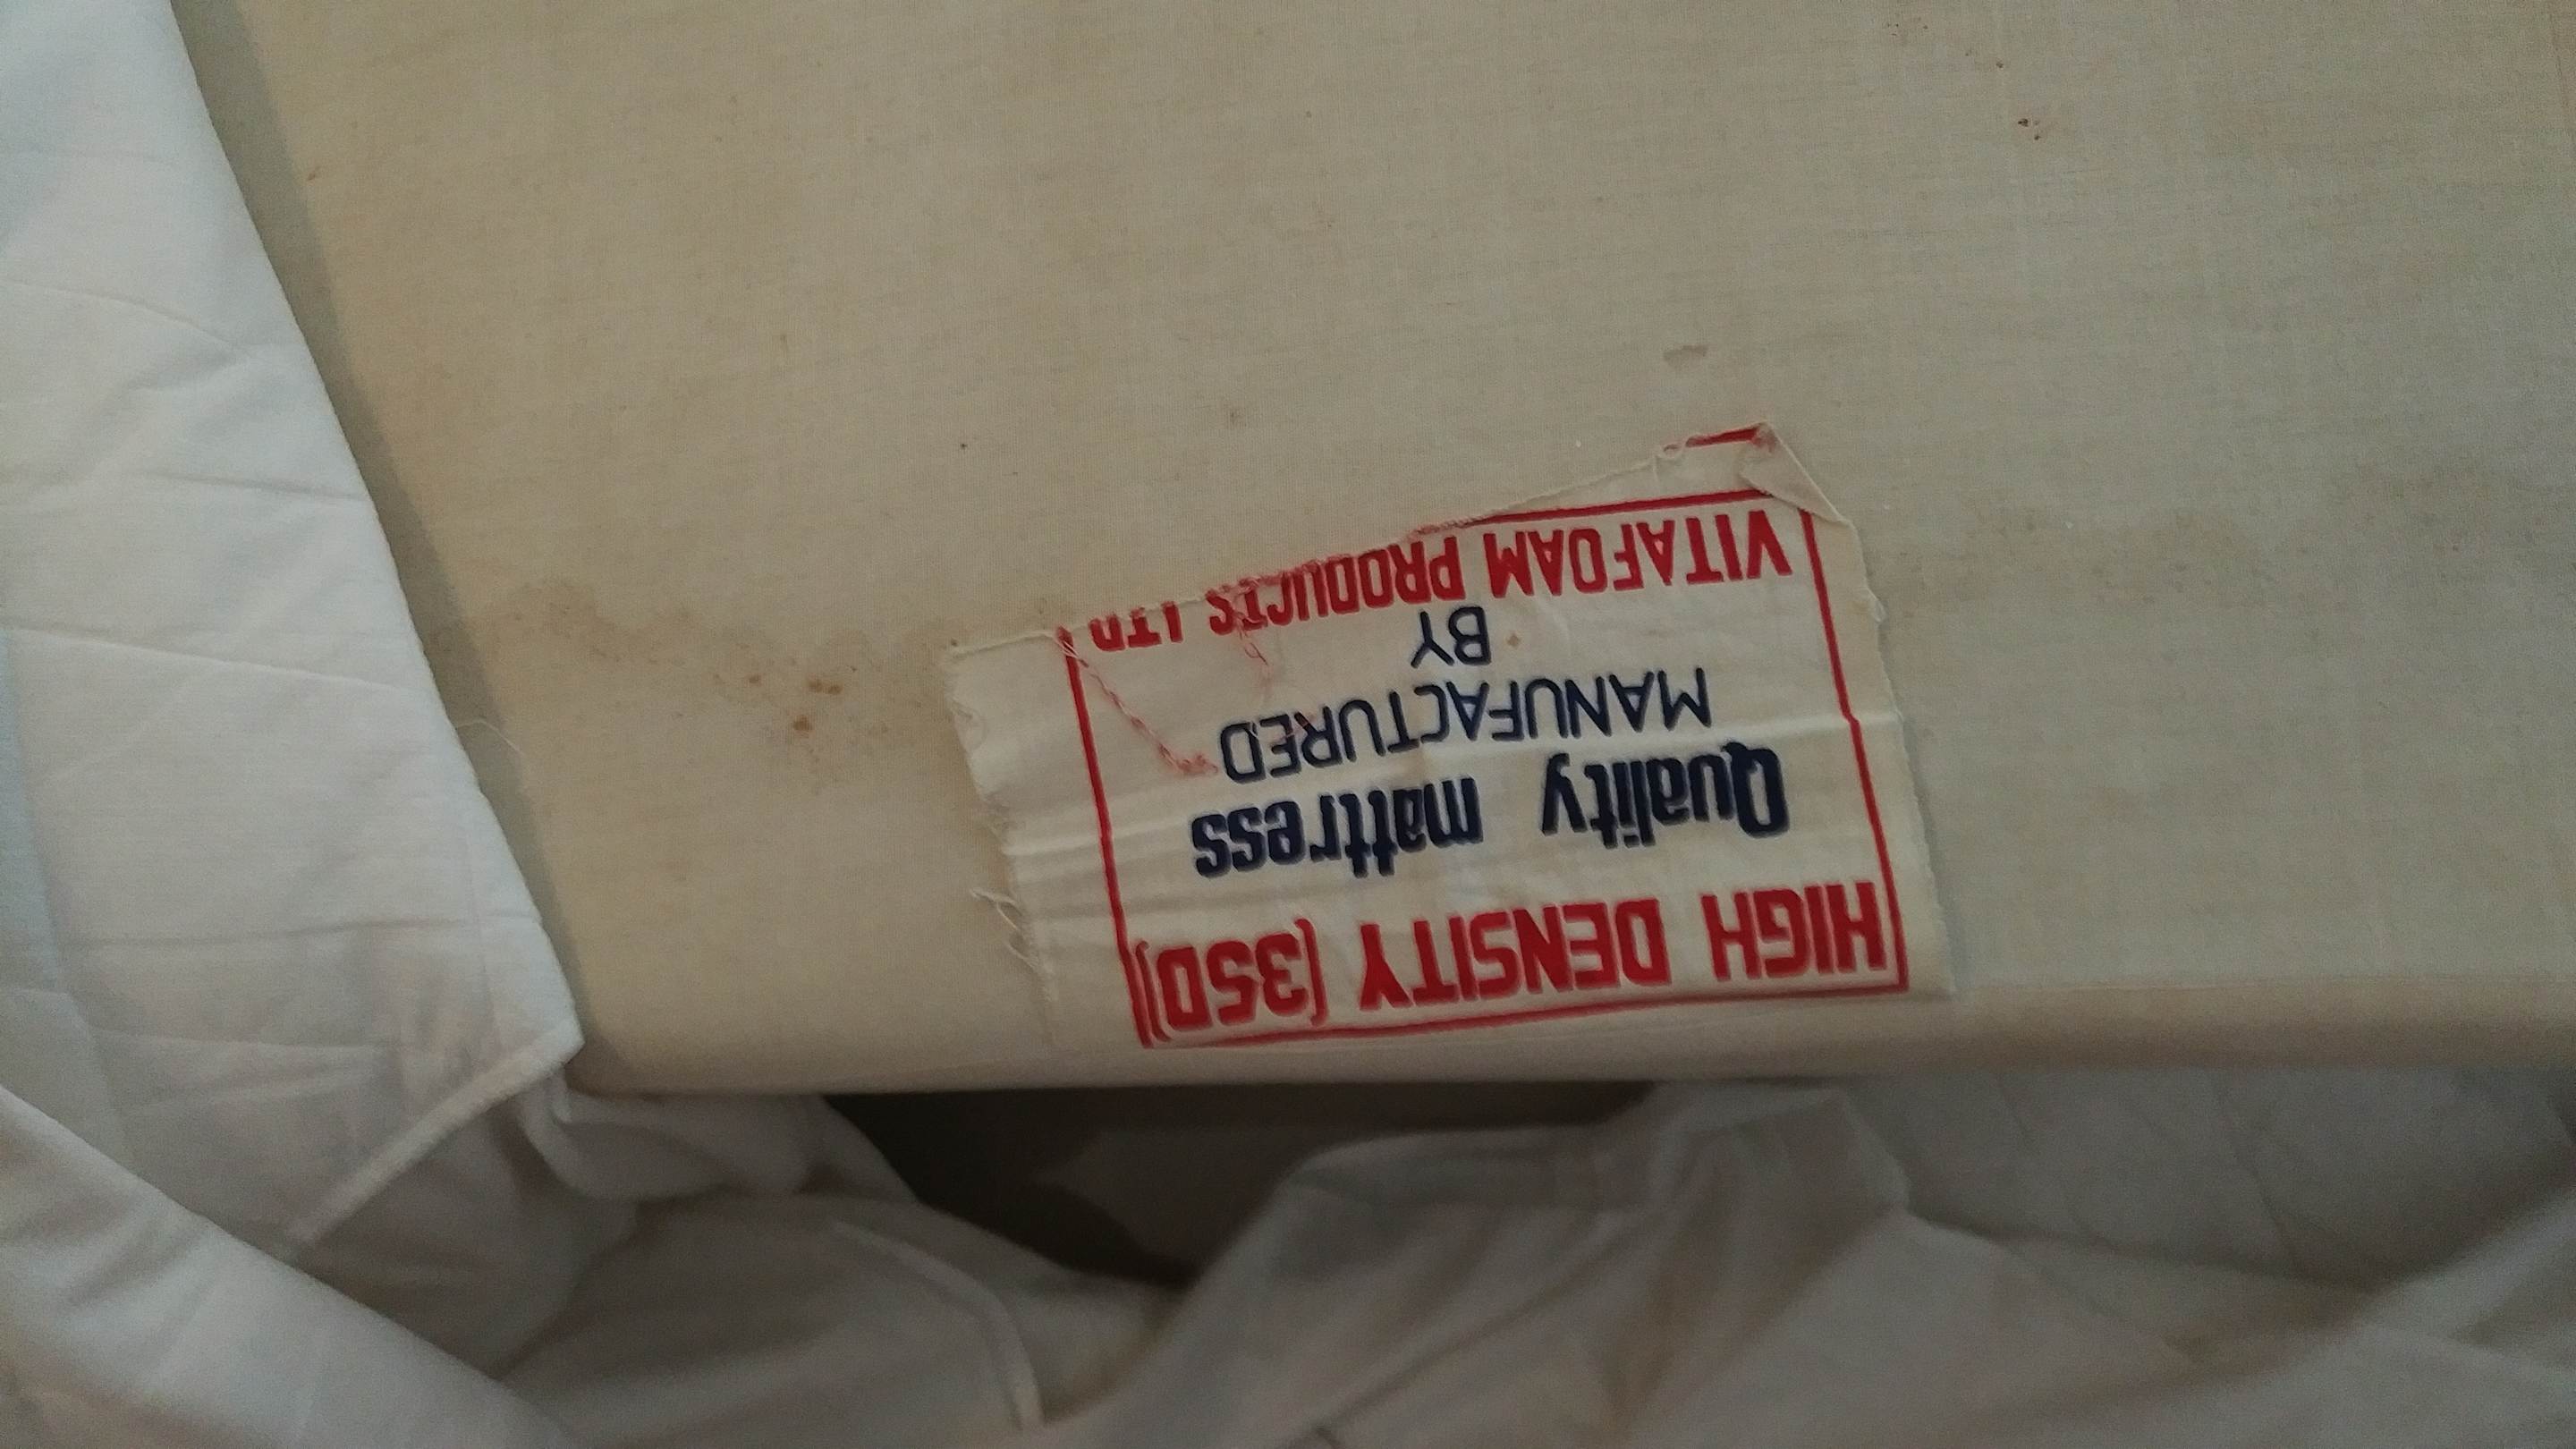 HIGH DENSITY (35D)
Quality mattress
MANUFACTURED
BY
VITAFOAM PRODUCTS LTD